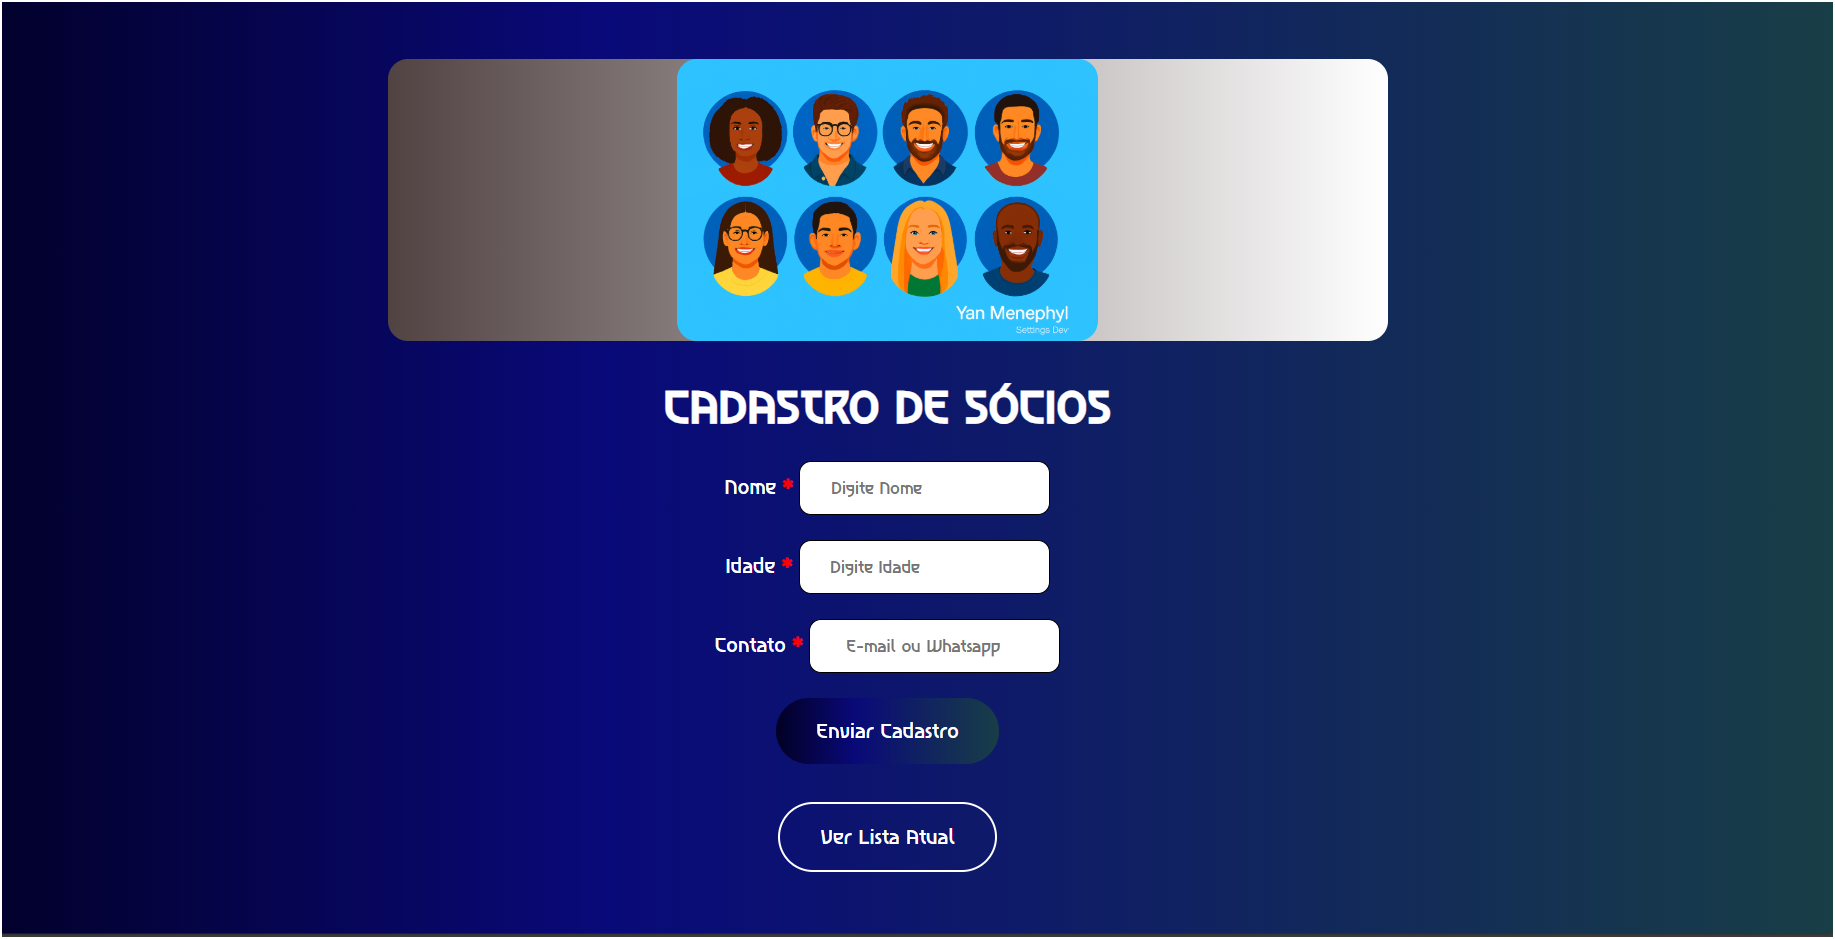 Yan Menephyl
Settings Dev
CADASTRO DE SÓCIOS
Nome *
Digite Nome
Idade *
Digite Idade
Contato *
E-mail ou Whatsapp
Enviar Cadastro
Ver Lista Atual